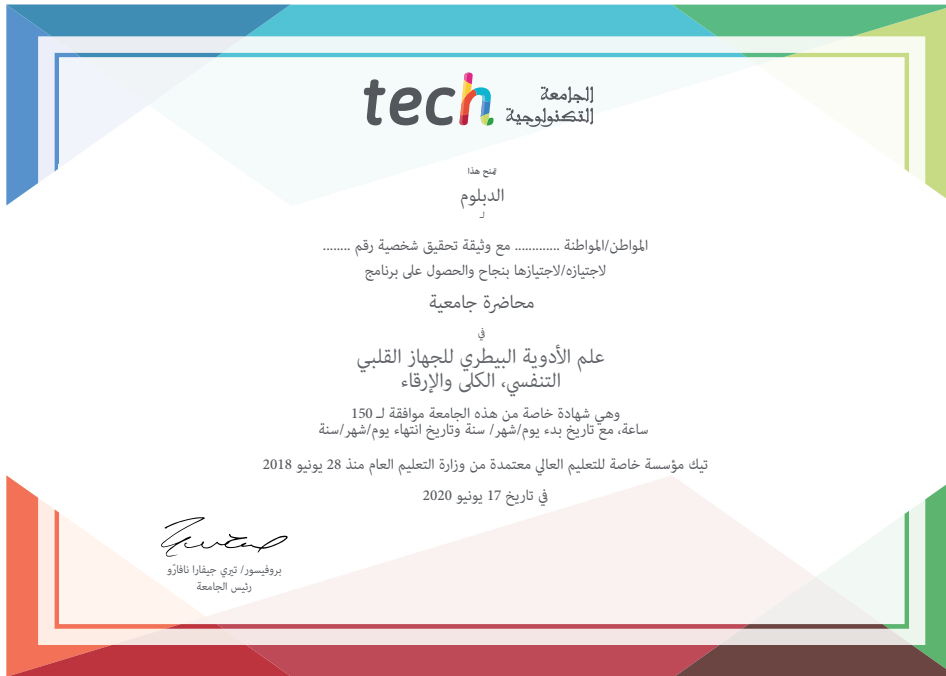 tech الجامعة
التكنولوجية
يمنح هذا
الدبلوم
لـ
المواطن/المواطنة ............ مع وثيقة تحقيق شخصية رقم ........
لاجتيازه/لاجتيازها بنجاح والحصول على برنامج
محاضرة جامعية
في
علم الأدوية البيطري للجهاز القلبي
التنفسي، الكلى والإرقاء
وهي شهادة خاصة من هذه الجامعة موافقة لـ 150
ساعة، مع تاريخ بدء يوم/شهر/ سنة وتاريخ انتهاء يوم/شهر/سنة
تيك مؤسسة خاصة للتعليم العالي معتمدة من وزارة التعليم العام منذ 28 يونيو 2018
في تاريخ 17 يونيو 2020
بروفيسور/ تيري جيفارا نافارّو
رئيس الجامعة